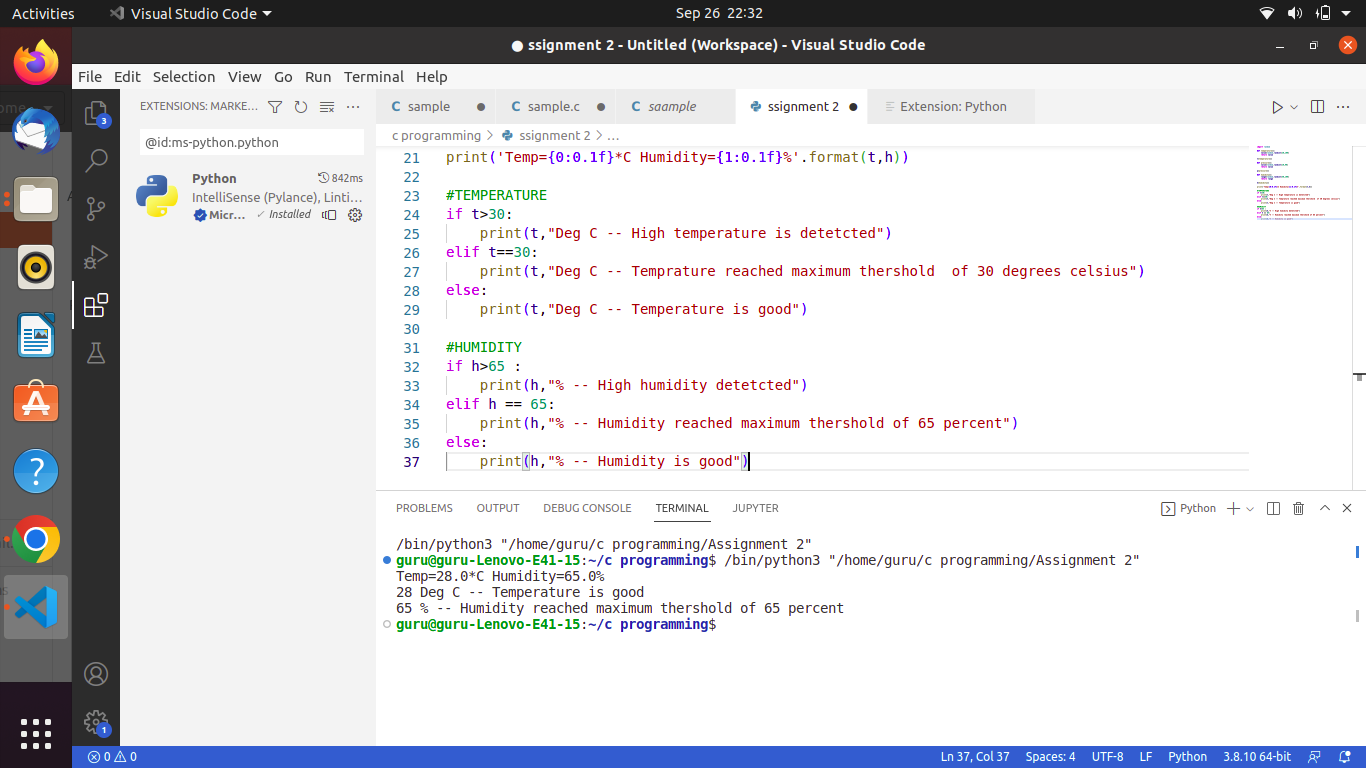 Activities
Visual Studio Code
Sep 26 22:32
● ssignment 2 - Untitled (Workspace) - Visual Studio Code
File Edit Selection View Go Run Terminal Help
EXTENSIONS: MARKE...
sample
sample.c
saample
ssignment 2
Extension: Python
3
@id:ms-python.python
Python 842ms
IntelliSense (Pylance), Linti...
Micr... Installed
c programming > ssignment 2 > ...
21 print('Temp={0:0.1f}*C Humidity={1:0.1f}%'.format(t,h))
22
23 #TEMPERATURE
24 if t>30:
25 print(t,"Deg C -- High temperature is detetcted")
26 elif t==30:
27 print(t,"Deg C -- Temprature reached maximum thershold  of 30 degrees celsius")
28 else:
29 print(t,"Deg C -- Temperature is good")
30
31 #HUMIDITY
32 if h>65 :
33 print(h,"% -- High humidity detetcted")
34 elif h == 65:
35 print(h,"% -- Humidity reached maximum thershold of 65 percent")
36 else:
37 print(h,"% -- Humidity is good")
PROBLEMS OUTPUT DEBUG CONSOLE TERMINAL JUPYTER
Python
/bin/python3 "/home/guru/c programming/Assignment 2"
guru@guru-Lenovo-E41-15:~/c programming$ /bin/python3 "/home/guru/c programming/Assignment 2"
Temp=28.0*C Humidity=65.0%
28 Deg C -- Temperature is good
65 % -- Humidity reached maximum thershold of 65 percent
guru@guru-Lenovo-E41-15:~/c programming$
1
0 0
Ln 37, Col 37 Spaces: 4 UTF-8 LF Python 3.8.10 64-bit